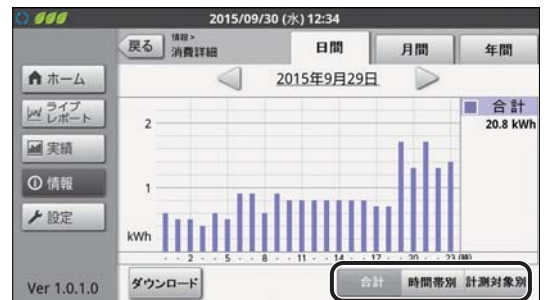 2015/09/30 (水) 12:34
戻る
情報>
消費詳細
日間
月間
年間
ホーム
ライブ
レポート
実績
情報
設定
Ver 1.0.1.0
2015年9月29日
合計
20.8 kWh
2
1
kWh
・・2・・5・・8・・11・・14・・17・・20・・23(時)
ダウンロード
合計
時間帯別
計測対象別